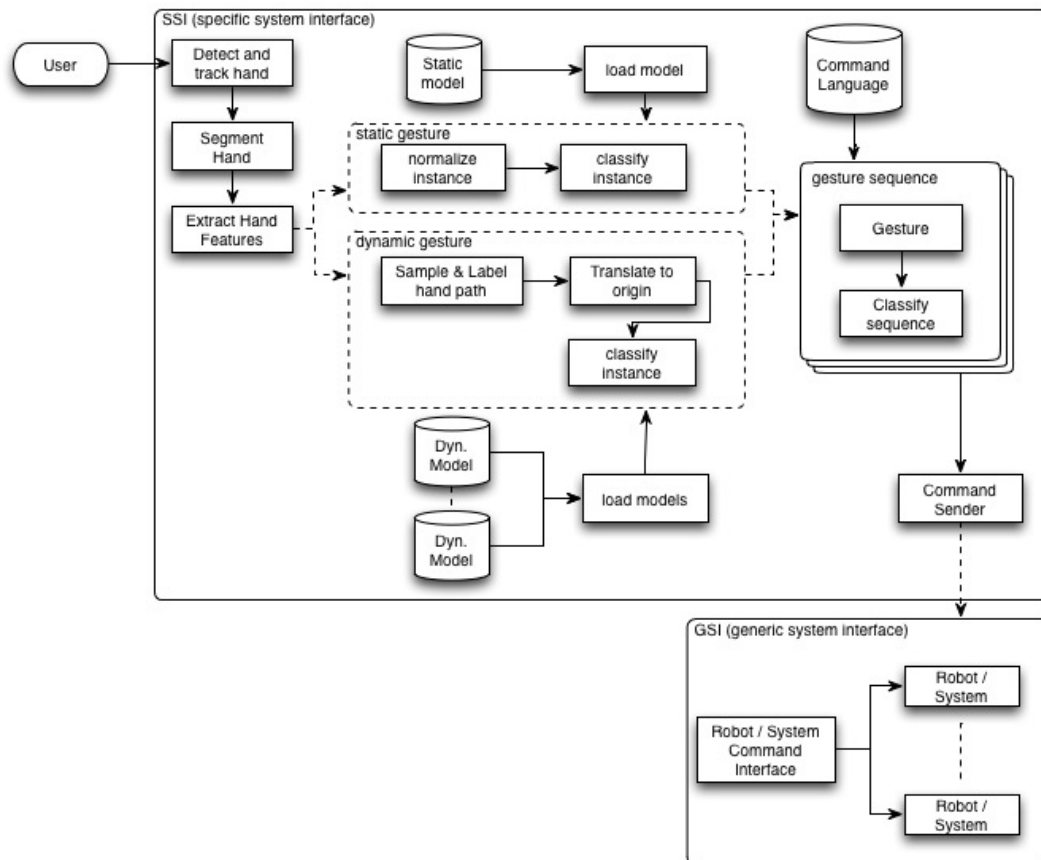 SSI (specific system interface)
User
Detect and
track hand
Segment
Hand
Extract Hand
Features
Static
model
load model
static gesture
normalize
instance
classify
instance
dynamic gesture
Sample & Label
hand path
Translate to
origin
classify
instance
Dyn.
Model
Dyn.
Model
load models
Command
Language
gesture sequence
Gesture
Classify
sequence
Command
Sender
GSI (generic system interface)
Robot / System
Command
Interface
Robot /
System
Robot /
System